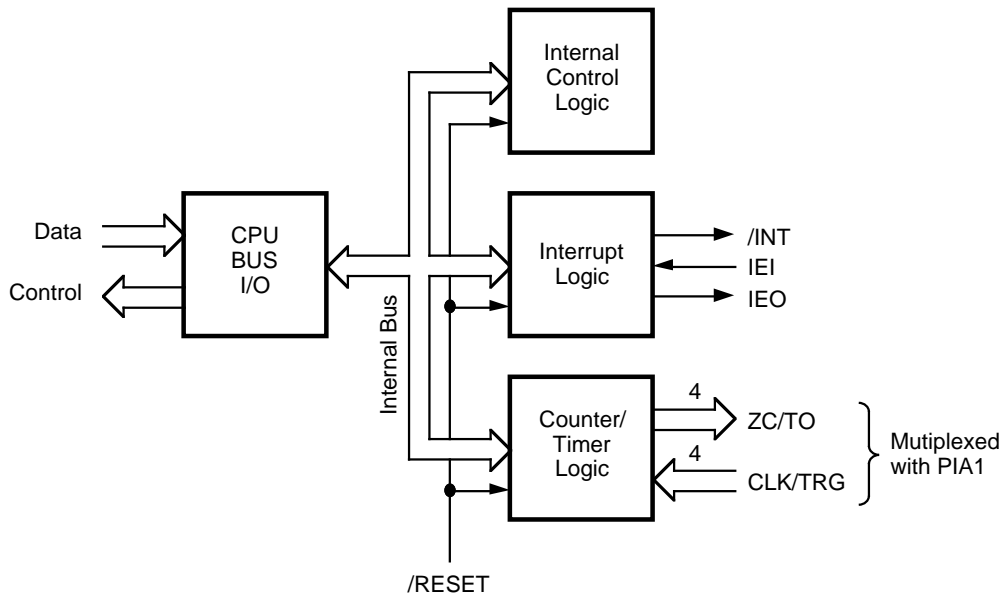 Internal
Control
Logic
Data
Control
CPU
BUS
I/O
Internal Bus
Interrupt
Logic
/INT
IEI
IEO
Counter/
Timer
Logic
4
ZC/TO
4
CLK/TRG
Mutiplexed
with PIA1
/RESET